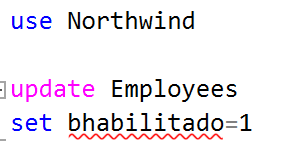 use Northwind
update Employees
set bhabilitado=1